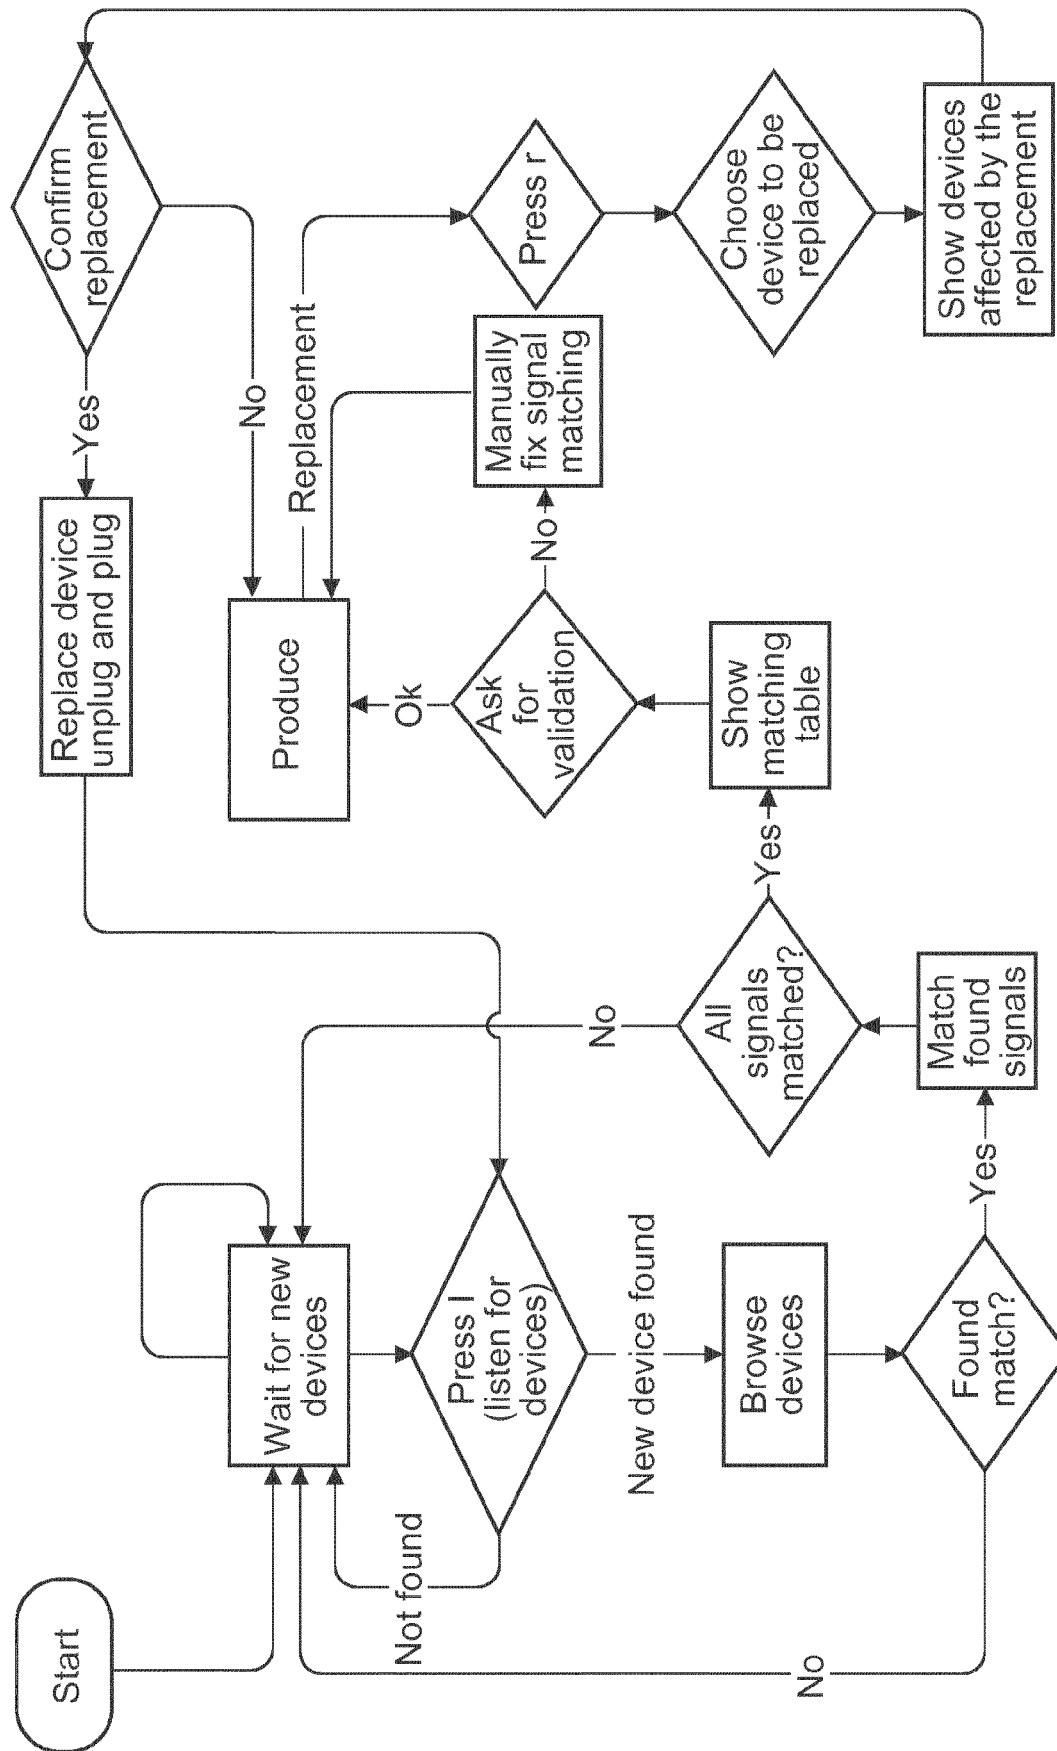 Start
Wait for new
devices
Not found
Press l
(listen for
devices)
New device found
Browse
devices
Found
match?
No
Yes
Match
found
signals
All
signals
matched?
No
Yes
Show
matching
table
Ask
for
validation
Ok
No
Manually
fix signal
matching
Produce
Replacement
Press r
Choose
device to be
replaced
Show devices
affected by the
replacement
Confirm
replacement
No
Yes
Replace device
unplug and plug